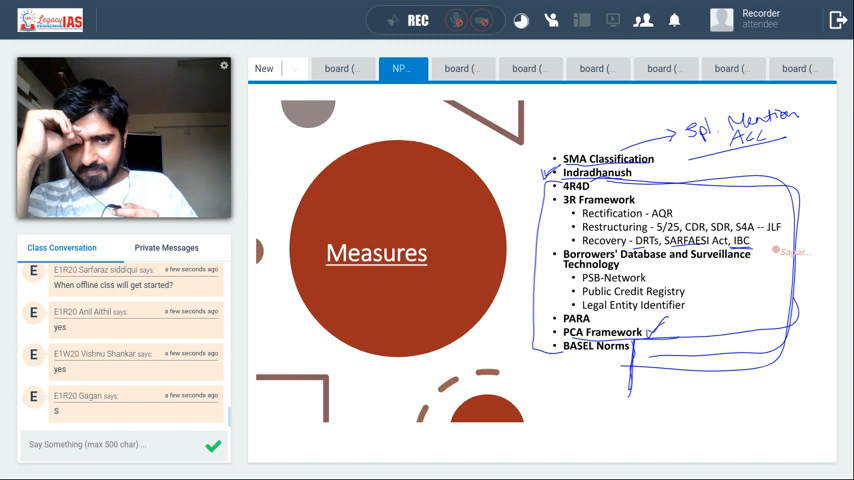 Legacy IAS
REC
Recorder
attendee
New
board (...
NP...
board (...
board (...
board (...
board (...
board (...
board (...
Spl. Mention
Acc
• SMA Classification
• Indradhanush
• 4R4D
• 3R Framework
• Rectification - AQR
• Restructuring - 5/25, CDR, SDR, S4A -- JLF
• Recovery - DRTs, SARFAESI Act, IBC
• Borrowers' Database and Surveillance
Technology
• PSB-Network
• Public Credit Registry
• Legal Entity Identifier
• PARA
• PCA Framework
• BASEL Norms
Measures
Sagar...
Class Conversation
Private Messages
E
E1R20 Sarfaraz siddiqui says:
a few seconds ago
When offline clss will get started?
E
E1R20 Anil Aithil says:
a few seconds ago
yes
E
E1W20 Vishnu Shankar says:
a few seconds ago
yes
E
E1R20 Gagan says:
a few seconds ago
S
Say Something (max 500 char) ...